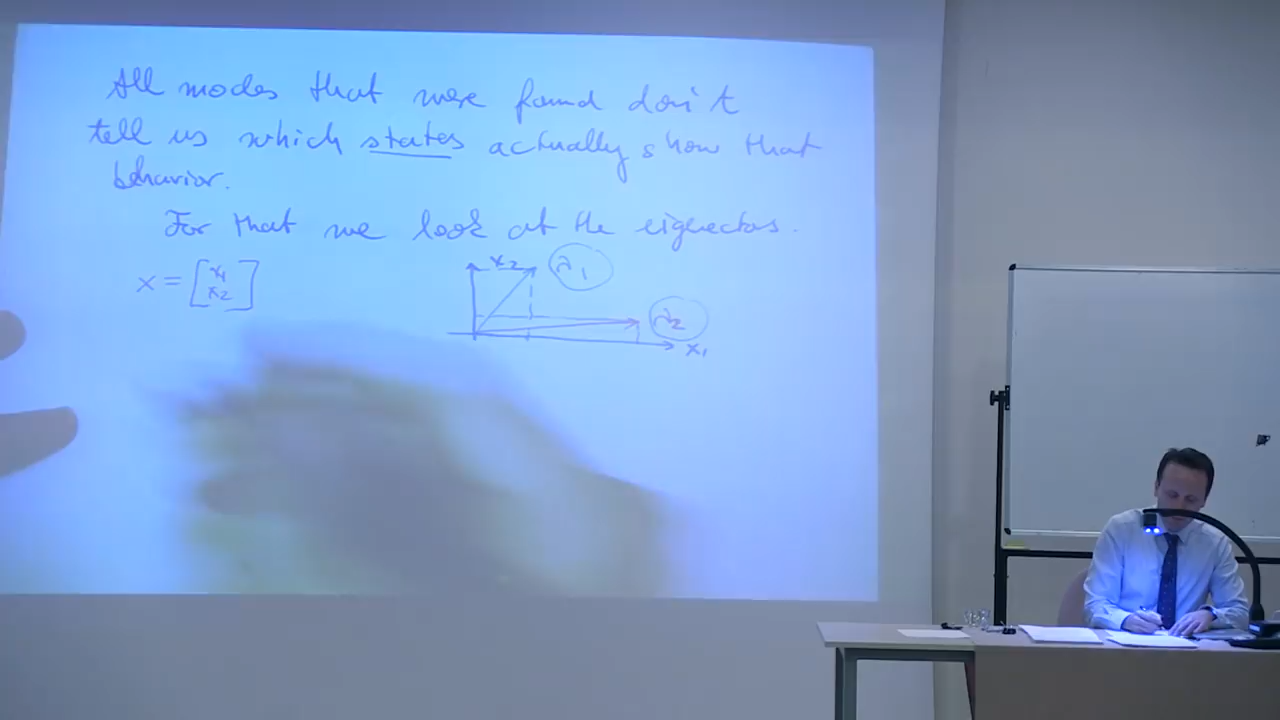 All modes that were found don't
tell us which states actually show that
behavior.
For that we look at the eigenvectors.
x = [x1 x2]
x2 λ1
λ2
x1